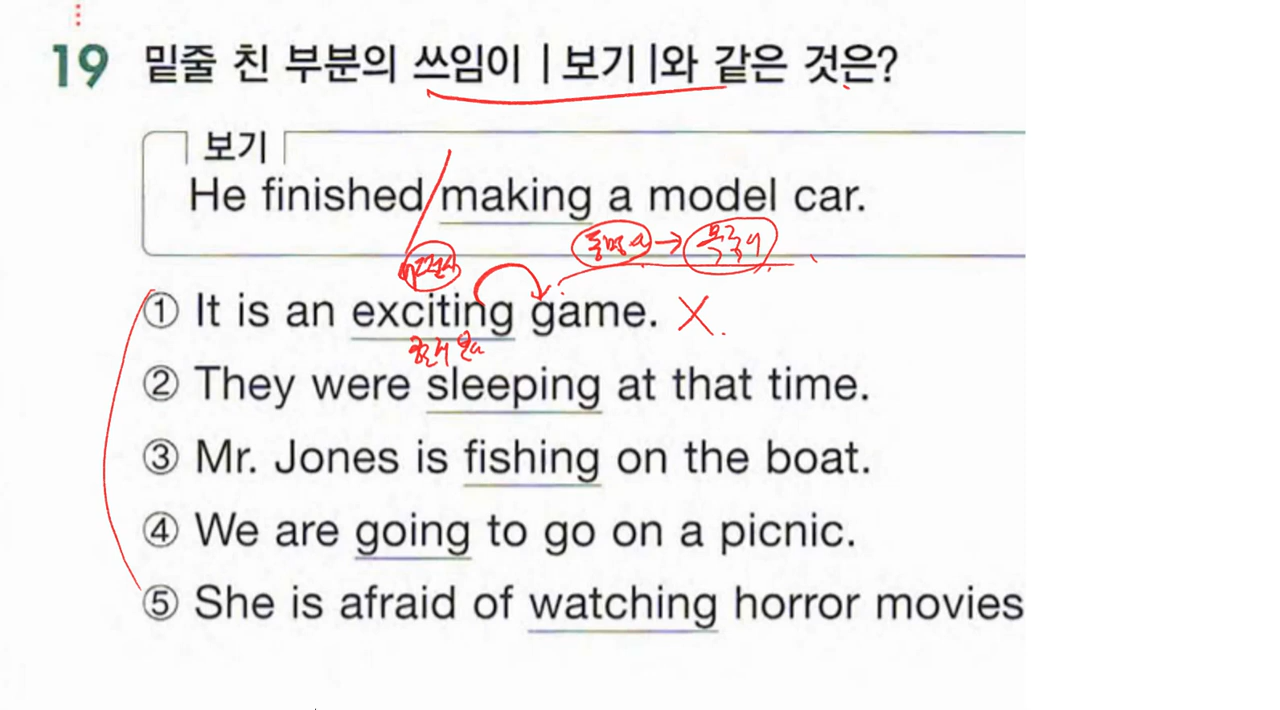 19 밑줄 친 부분의 쓰임이 | 보기 |와 같은 것은?
보기
He finished making a model car.
동명사 → 목적어
① It is an exciting game. X
② They were sleeping at that time.
③ Mr. Jones is fishing on the boat.
④ We are going to go on a picnic.
⑤ She is afraid of watching horror movies